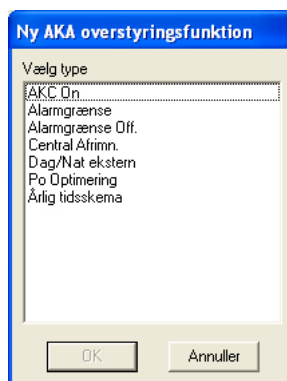 Ny AKA overstyringsfunktion
Vælg type
AKC On
Alarmgrænse
Alarmgrænse Off.
Central Afrimn.
Dag/Nat ekstern
Po Optimering
Årlig tidsskema
OK
Annuller